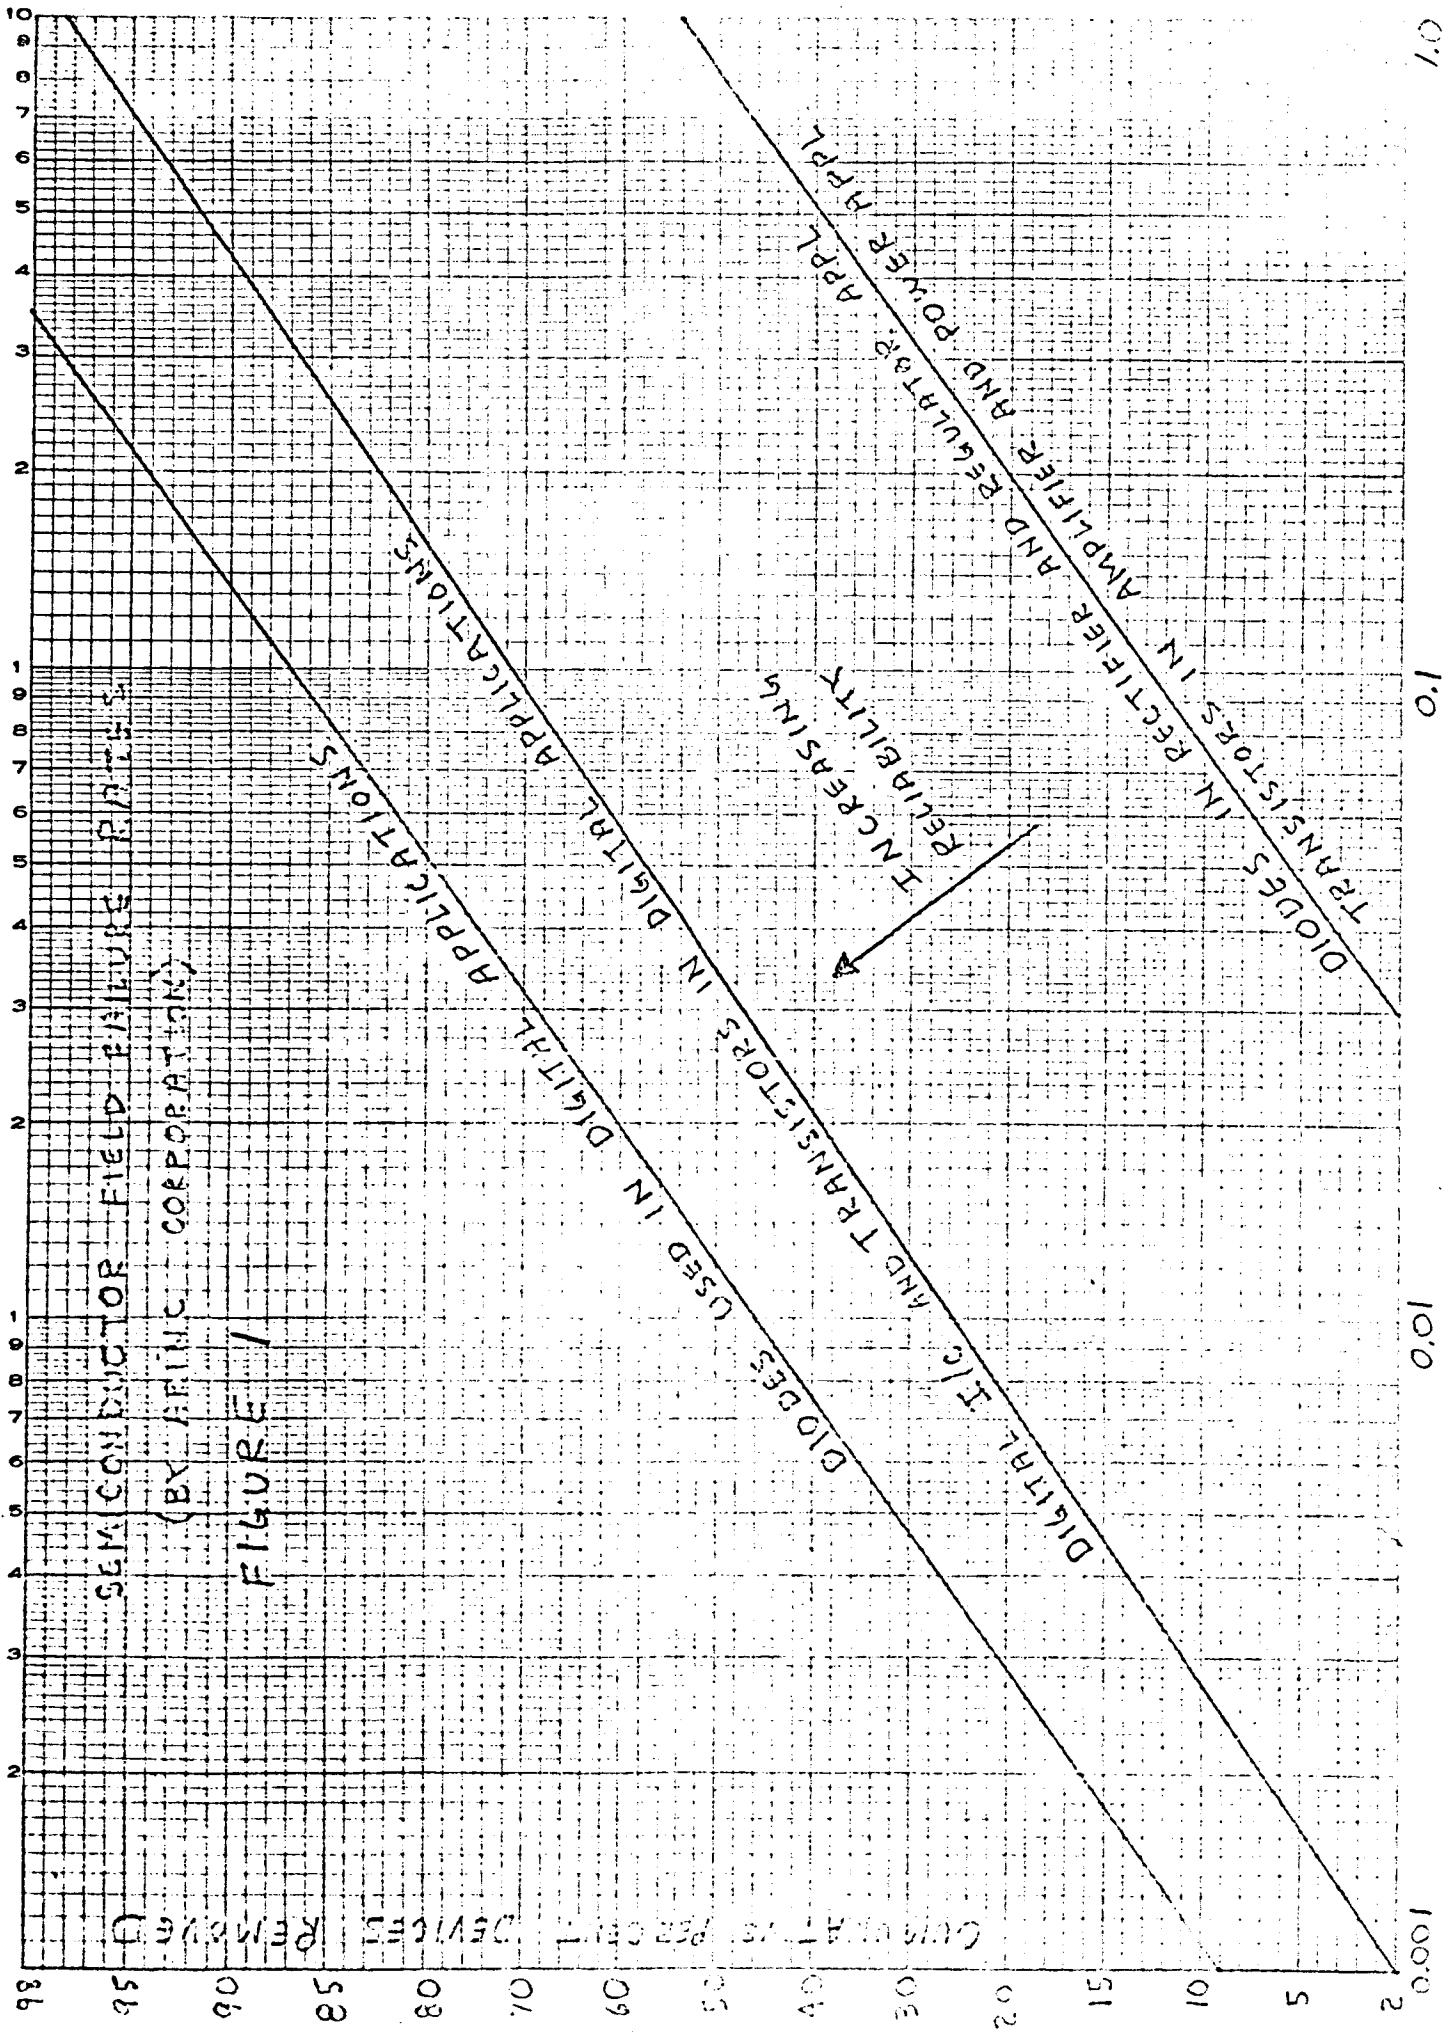 SEMICONDUCTOR FIELD FAILURE RATES
(BY ARINC CORPORATION)
FIGURE 1
CUMULATIVE PERCENT DEVICES REMOVED
98
95
90
85
80
70
60
50
30
20
15
10
5
2
DIODES USED IN DIGITAL APPLICATIONS
DIGITAL I/C AND TRANSISTORS IN DIGITAL APPLICATIONS
INCREASING
RELIABILITY
DIODES IN RECTIFIER AND REGULATOR APPL
TRANSISTORS IN
AMPLIFIER AND POWER APPL
2 3 4 5 6 7 8 9 1 2 3 4 5 6 7 8 9 1 2 3 4 5 6 7 8 9 10
0.001 0.01 0.1